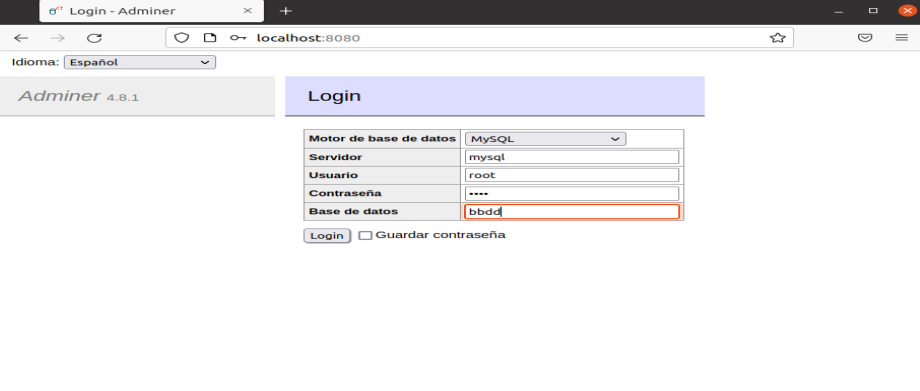 Login - Adminer
localhost:8080
Idioma: Español
Adminer 4.8.1
Login
Motor de base de datos MySQL
Servidor mysql
Usuario root
Contraseña ••••
Base de datos bbdd
Login Guardar contraseña